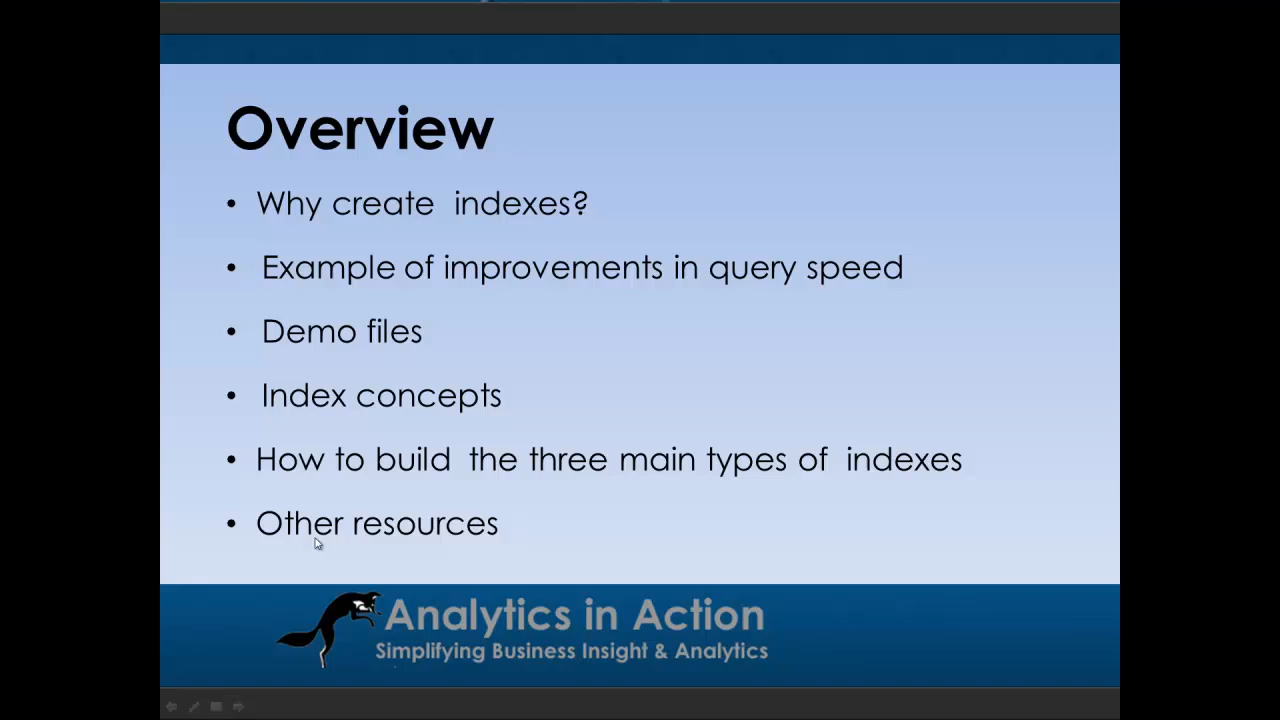 Overview
• Why create indexes?
• Example of improvements in query speed
• Demo files
• Index concepts
• How to build the three main types of indexes
• Other resources
Analytics in Action
Simplifying Business Insight & Analytics